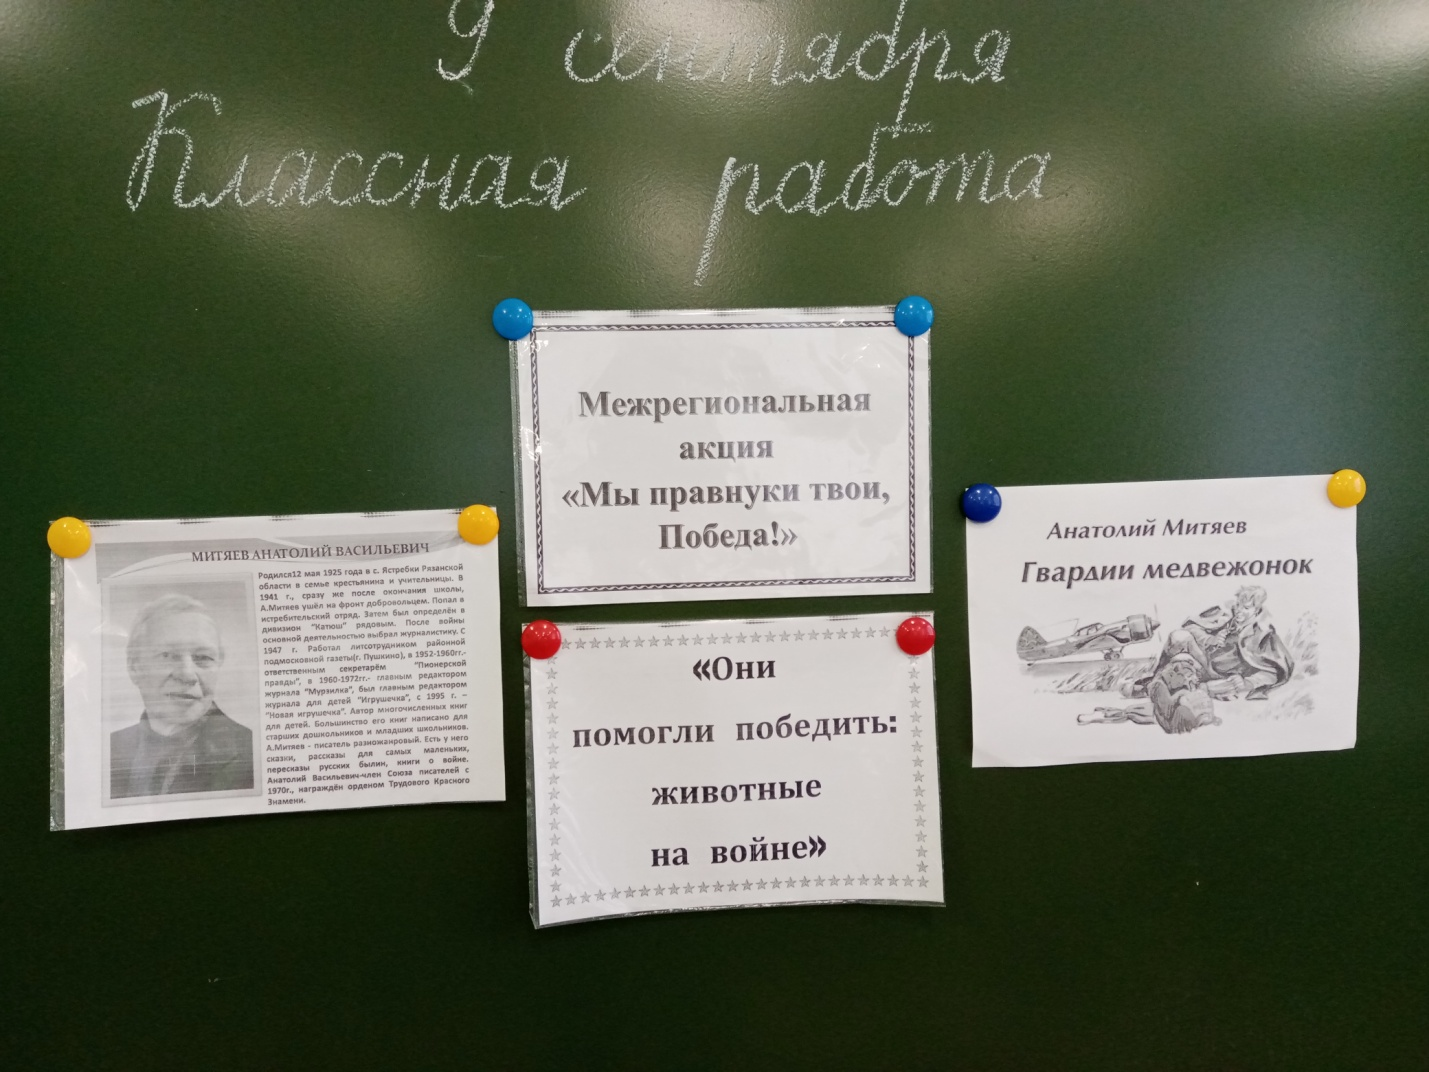 9 сентября
Классная работа
Межрегиональная
акция
«Мы правнуки твои,
Победа!»
МИТЯЕВ АНАТОЛИЙ ВАСИЛЬЕВИЧ
Родился12 мая 1925 года в с. Ястребки Рязанской
области в семье крестьянина и учительницы. В
1941 г., сразу же после окончания школы,
А.Митяев ушёл на фронт добровольцем. Попал в
истребительский отряд. Затем был определён в
дивизион "Катюш" рядовым. После войны
основной деятельностью выбрал журналистику. С
1947 г. Работал литсотрудником районной
подмосковной газеты(г. Пушкино), в 1952-1960гг.-
ответственным секретарём "Пионерской
правды", в 1960-1972гг.- главным редактором
журнала "Мурзилка", был главным редактором
журнала для детей "Игрушечка", с 1995 г. –
"Новая игрушечка". Автор многочисленных книг
для детей. Большинство его книг написано для
старших дошкольников и младших школьников.
А.Митяев - писатель разножанровый. Есть у него
сказки, рассказы для самых маленьких,
пересказы русских былин, книги о войне.
Анатолий Васильевич-член Союза писателей с
1970г., награждён орденом Трудового Красного
Знамени.
«Они
помогли победить:
животные
на войне»
Анатолий Митяев
Гвардии медвежонок